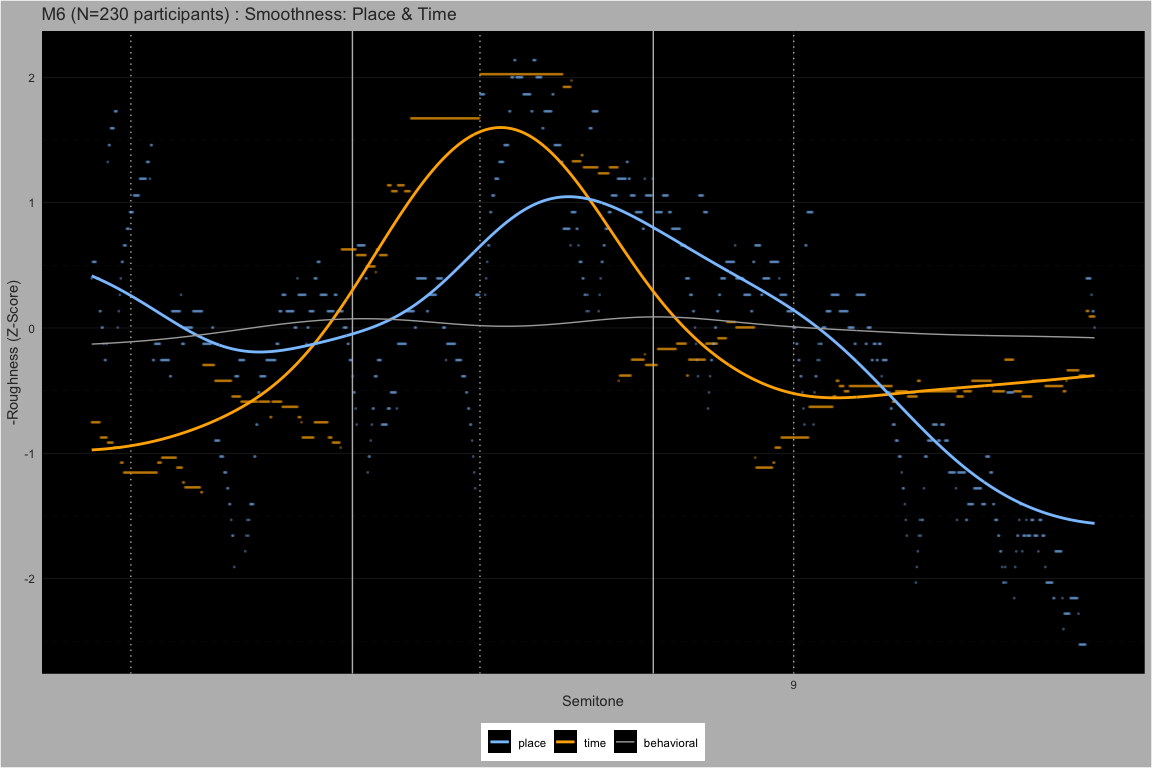 M6 (N=230 participants) : Smoothness: Place & Time
-Roughness (Z-Score)
2
1
0
-1
-2
9
Semitone
place time behavioral